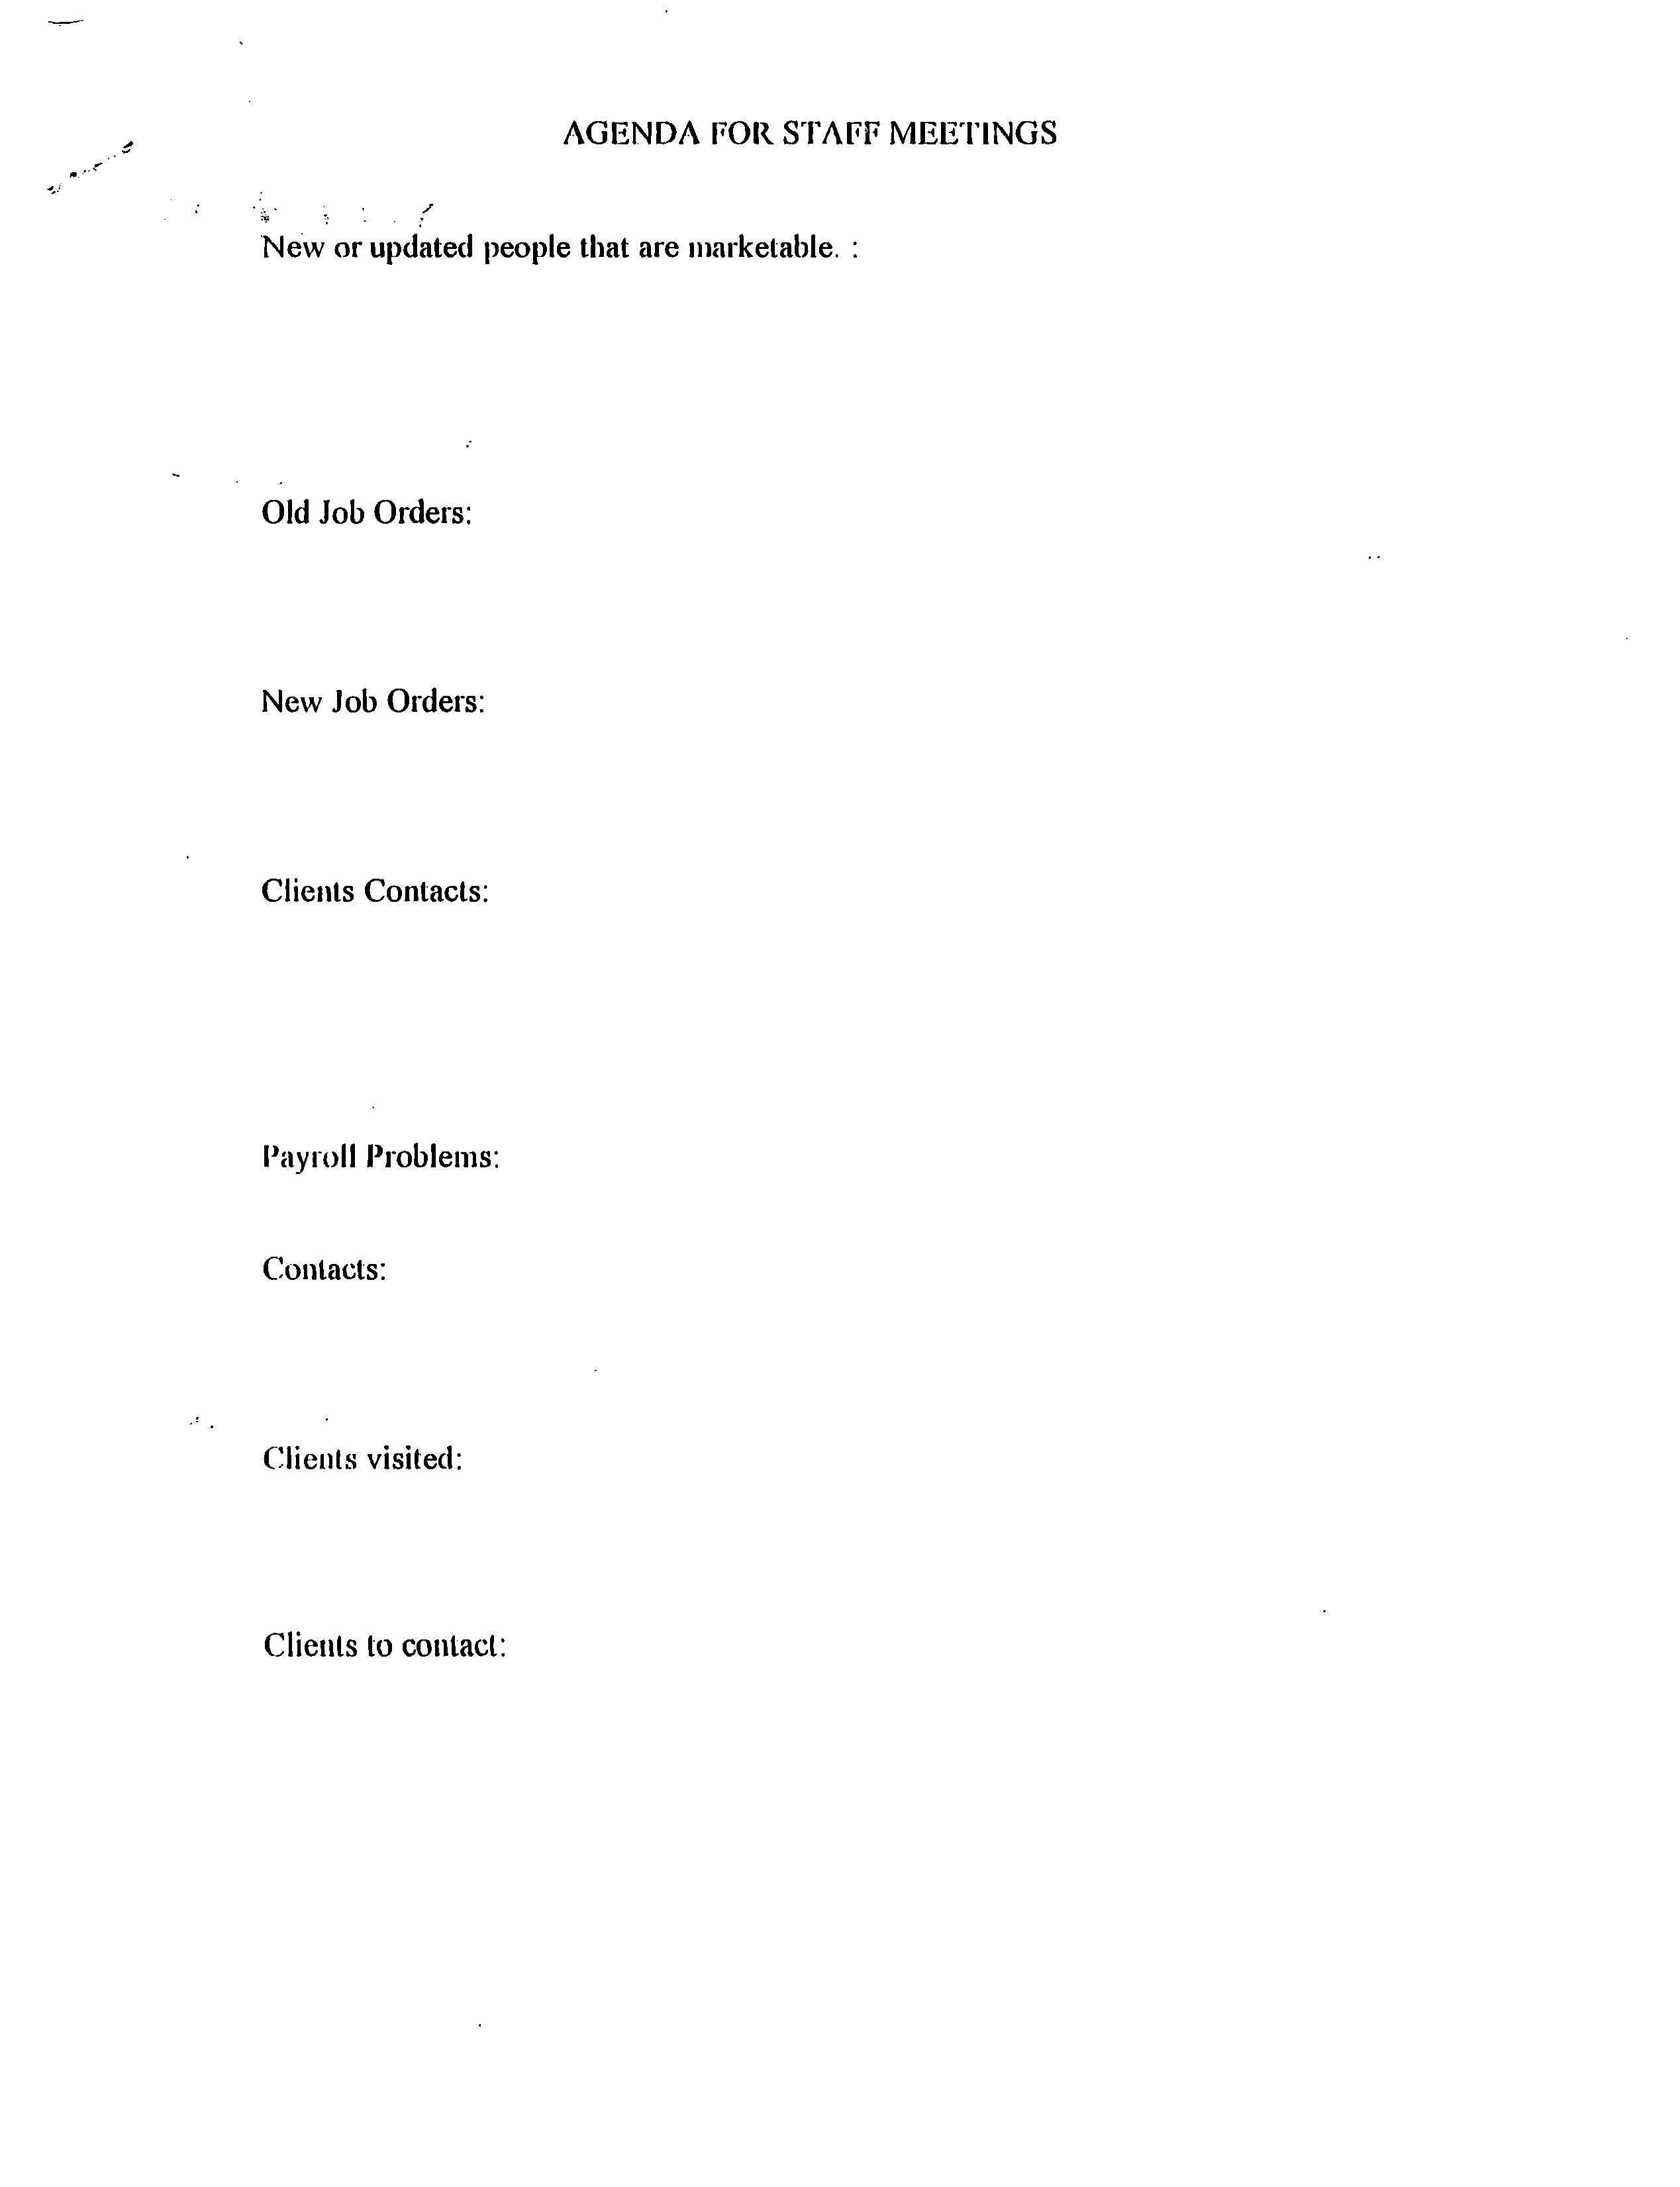 AGENDA FOR STAFF MEETINGS
New or updated people that are marketable. :
Old Job Orders:
New Job Orders:
Clients Contacts:
Payroll Problems:
Contacts:
Clients visited:
Clients to contact: